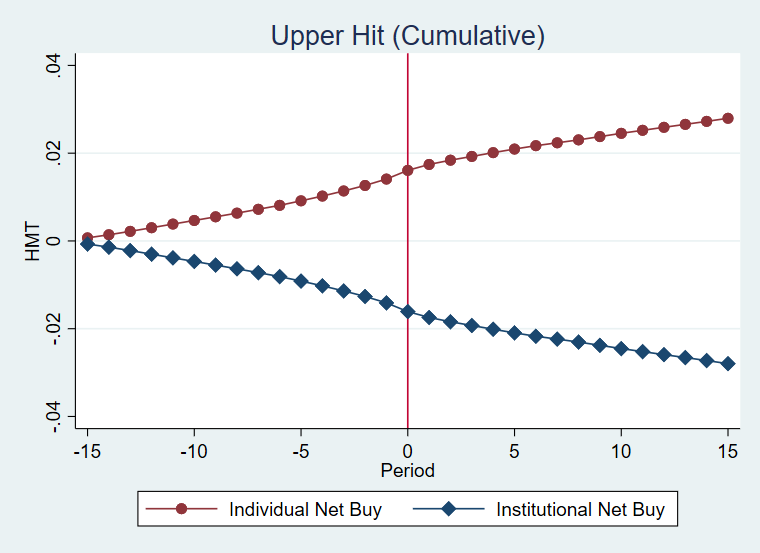 Upper Hit (Cumulative)
HMT
.04
.02
0
-.02
-.04
-15 -10 -5 0 5 10 15
Period
Individual Net Buy Institutional Net Buy